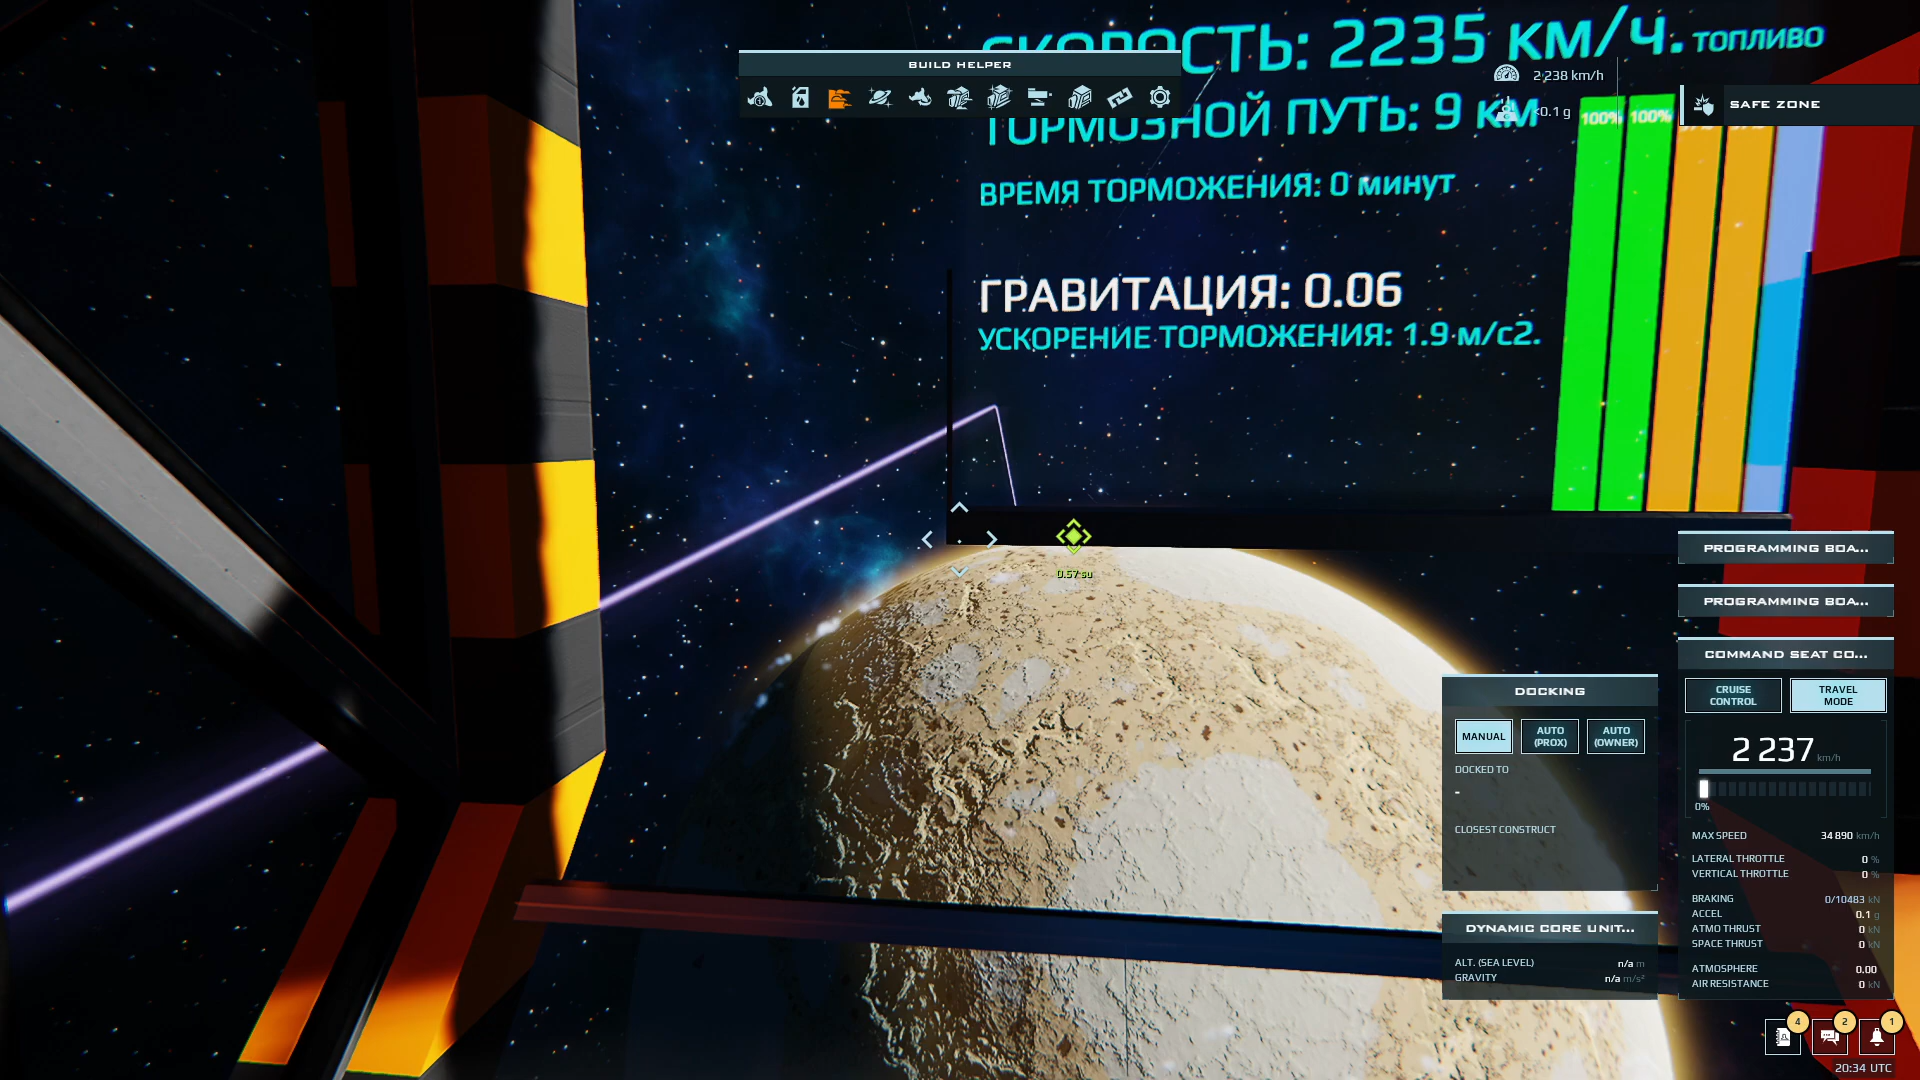 СКОРОСТЬ: 2235 КМ/Ч. ТОПЛИВО
BUILD HELPER
2 238 km/h
SAFE ZONE
ТОРМОЗНОЙ ПУТЬ: 9 КМ
<0.1 g
100% 100%
ВРЕМЯ ТОРМОЖЕНИЯ: 0 минут
ГРАВИТАЦИЯ: 0.06
УСКОРЕНИЕ ТОРМОЖЕНИЯ: 1.9 м/с2.
0.57 su
PROGRAMMING BOA...
PROGRAMMING BOA...
COMMAND SEAT CO...
CRUISE CONTROL
TRAVEL MODE
2 237 km/h
0%
MAX SPEED 34 890 km/h
LATERAL THROTTLE 0 %
VERTICAL THROTTLE 0 %
BRAKING 0/10483 kN
ACCEL 0.1 g
ATMO THRUST 0 kN
SPACE THRUST 0 kN
ATMOSPHERE 0.00
AIR RESISTANCE 0 kN
DOCKING
MANUAL
AUTO (PROX)
AUTO (OWNER)
DOCKED TO
-
CLOSEST CONSTRUCT
DYNAMIC CORE UNIT...
ALT. (SEA LEVEL) n/a m
GRAVITY n/a m/s²
4 2 1
20:34 UTC